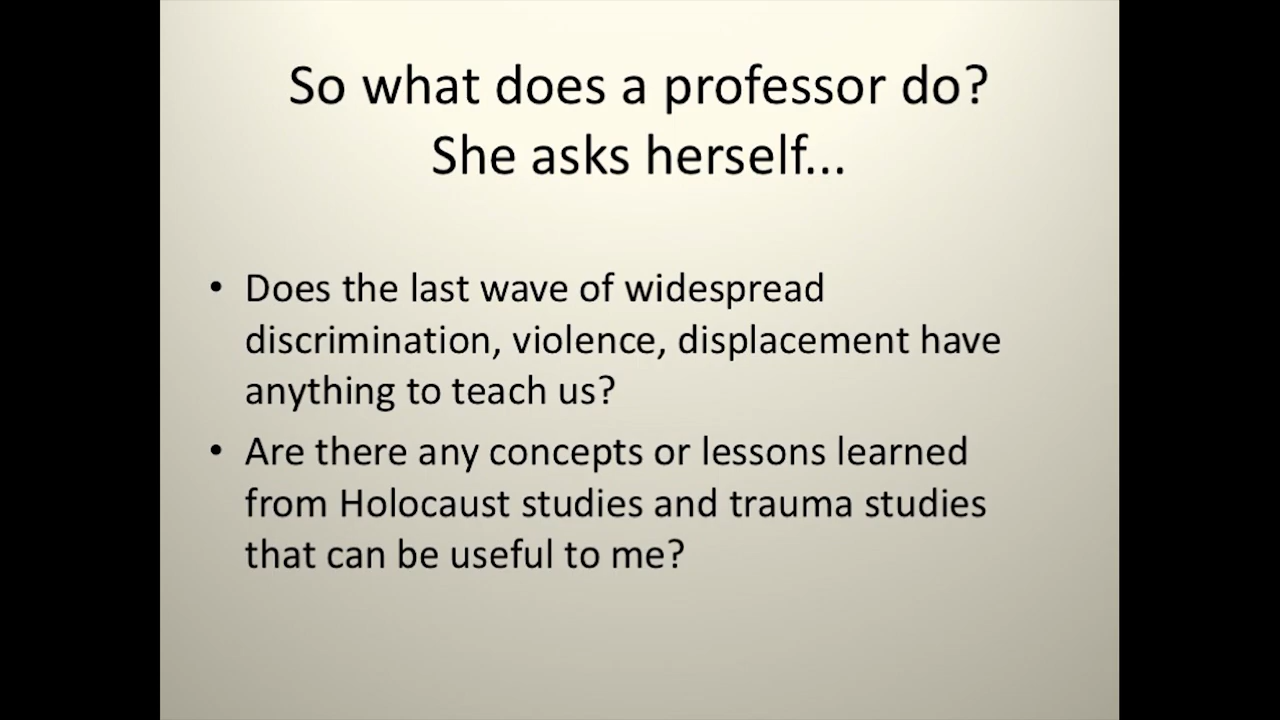 So what does a professor do?
She asks herself...
• Does the last wave of widespread
discrimination, violence, displacement have
anything to teach us?
• Are there any concepts or lessons learned
from Holocaust studies and trauma studies
that can be useful to me?